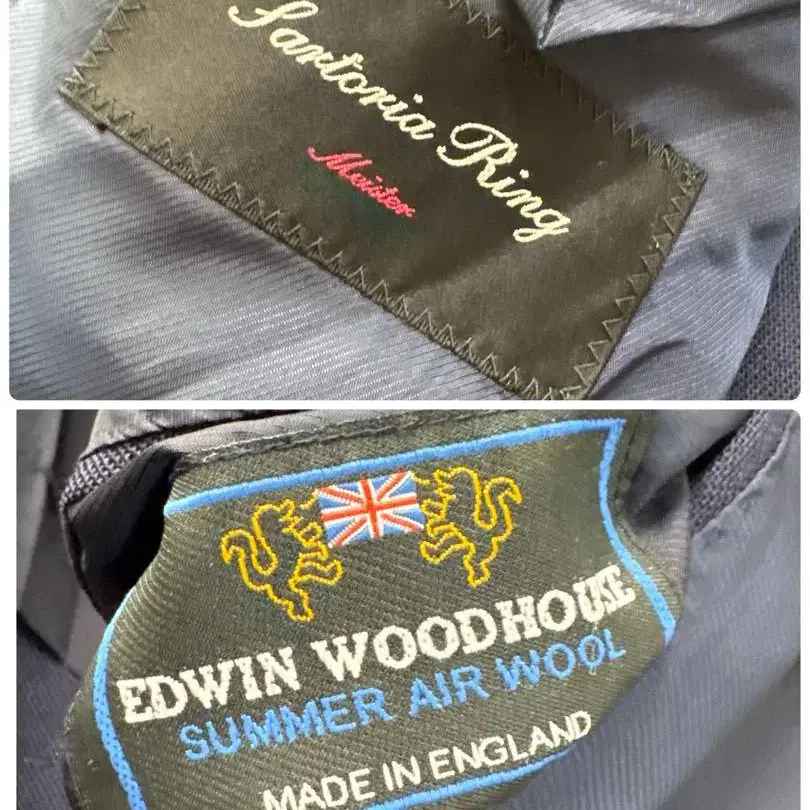 Sartoria Ring
Meister
EDWIN WOODHOUSE
SUMMER AIR WOOL
MADE IN ENGLAND